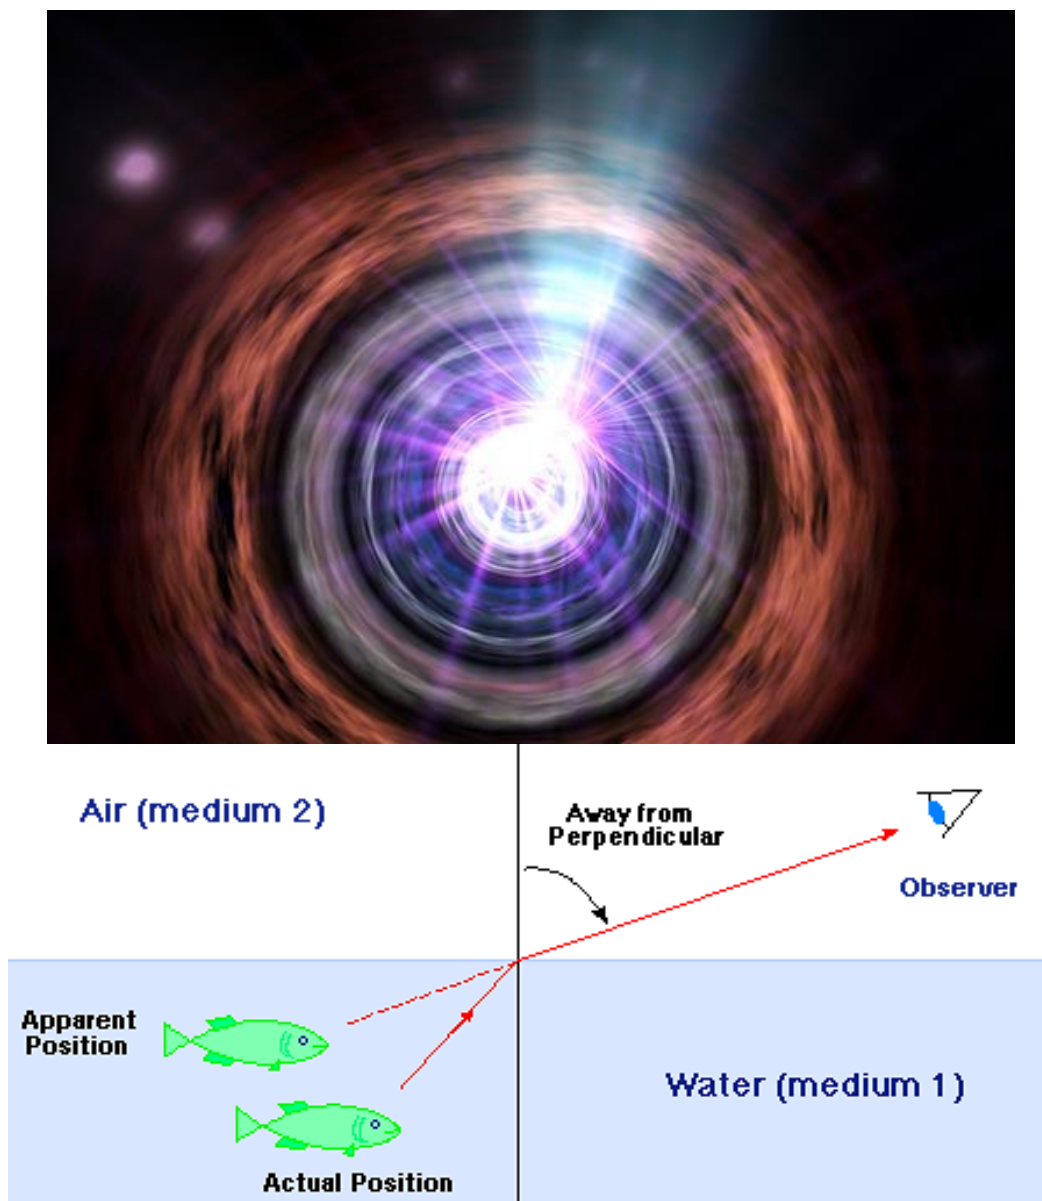 Air (medium 2)
Away from
Perpendicular
Observer
Apparent
Position
Water (medium 1)
Actual Position